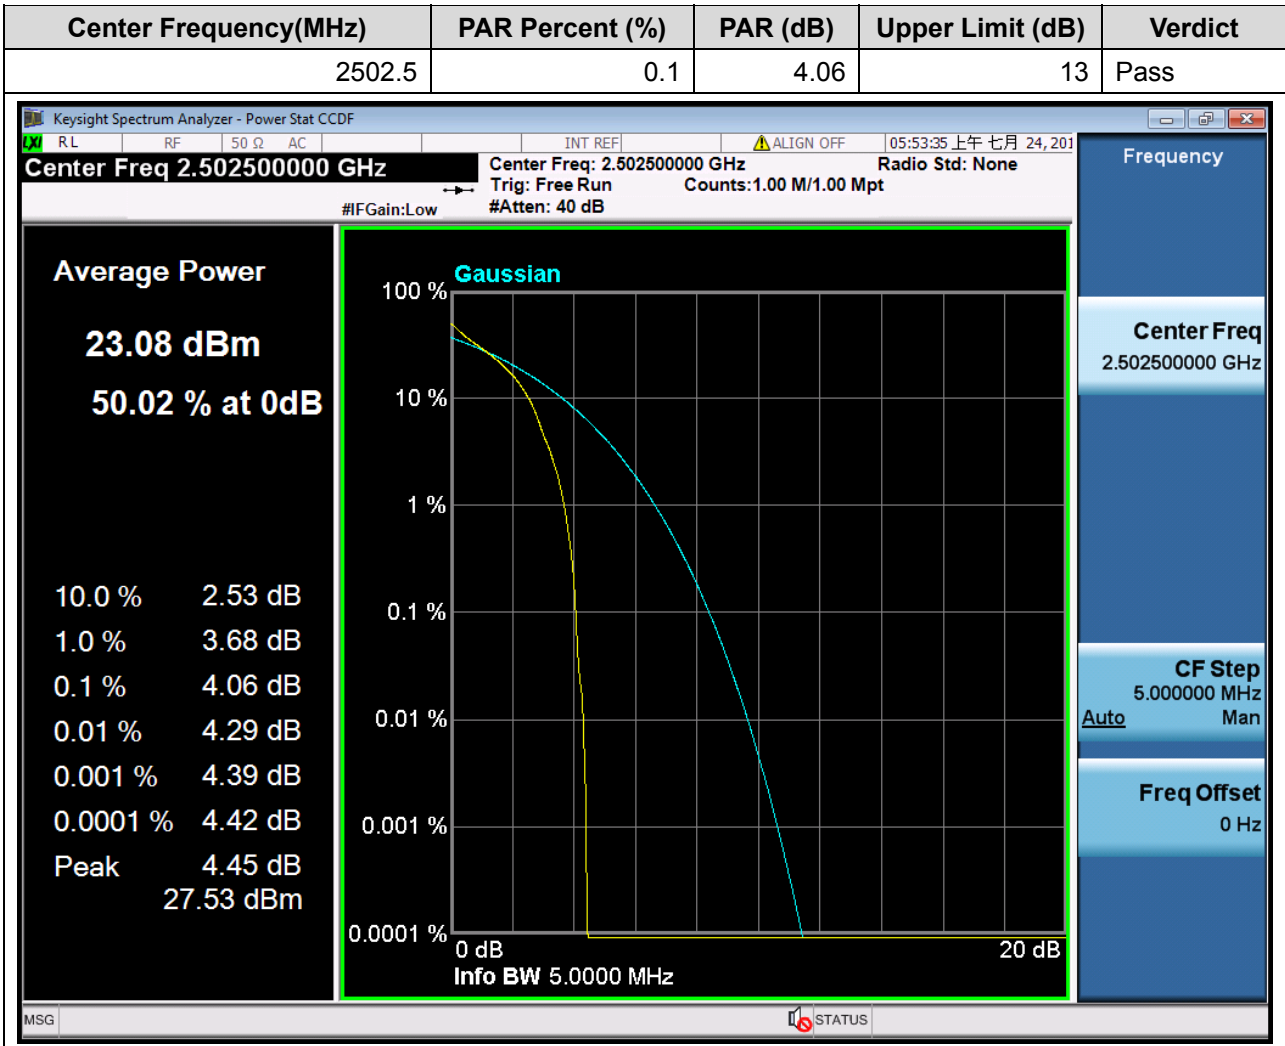 Center Frequency(MHz) PAR Percent (%) PAR (dB) Upper Limit (dB) Verdict
2502.5 0.1 4.06 13 Pass
Keysight Spectrum Analyzer - Power Stat CCDF
LXI RL RF 50 Ω AC INT REF ALIGN OFF 05:53:35 上午 七月 24, 201
Center Freq 2.502500000 GHz
Center Freq: 2.502500000 GHz Radio Std: None
Trig: Free Run Counts:1.00 M/1.00 Mpt
#IFGain:Low #Atten: 40 dB
Average Power
23.08 dBm
50.02 % at 0dB
10.0 % 2.53 dB
1.0 % 3.68 dB
0.1 % 4.06 dB
0.01 % 4.29 dB
0.001 % 4.39 dB
0.0001 % 4.42 dB
Peak 4.45 dB
27.53 dBm
Gaussian
100 %
10 %
1 %
0.1 %
0.01 %
0.001 %
0.0001 %
0 dB 20 dB
Info BW 5.0000 MHz
Frequency
Center Freq
2.502500000 GHz
CF Step
5.000000 MHz
Auto Man
Freq Offset
0 Hz
MSG STATUS